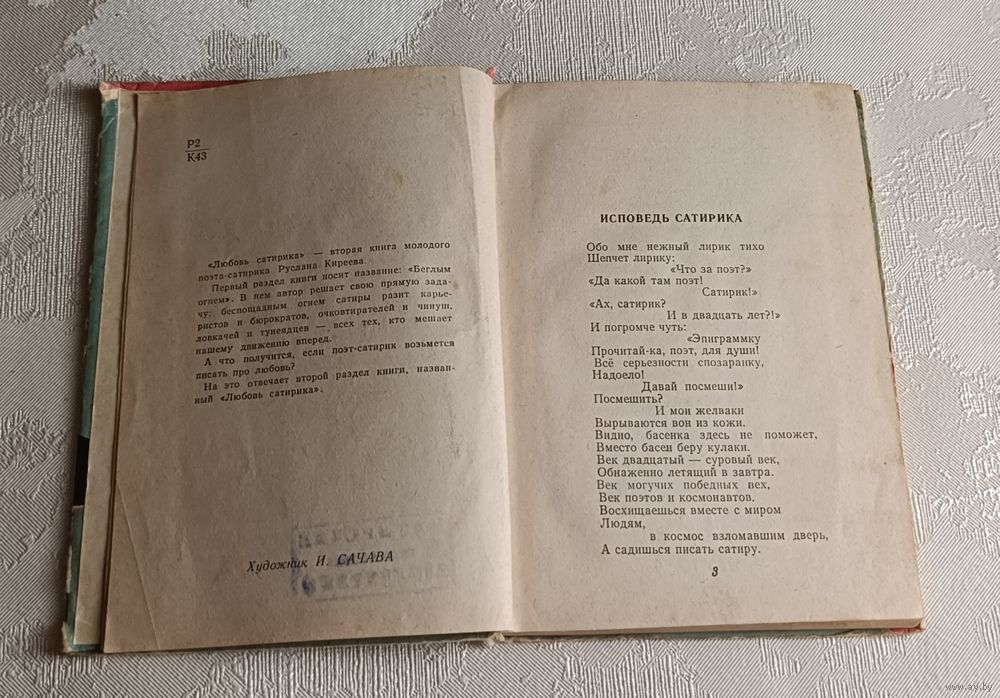 Р2
К43
«Любовь сатирика» — вторая книга молодого
поэта-сатирика Руслана Киреева.
Первый раздел книги носит название: «Беглым
огнем». В нем автор решает свою прямую зада-
чу: беспощадным огнем сатиры разит карье-
ристов и бюрократов, очковтирателей и чинуш,
ловкачей и тунеядцев — всех тех, кто мешает
нашему движению вперед.
А что получится, если поэт-сатирик возьмется
писать про любовь?
На это отвечает второй раздел книги, назван-
ный «Любовь сатирика».
Художник И. САЧАВА
ИСПОВЕДЬ САТИРИКА
Обо мне нежный лирик тихо
Шепчет лирику:
«Что за поэт?»
«Да какой там поэт!
Сатирик!»
«Ах, сатирик?
И в двадцать лет?!»
И погромче чуть:
«Эпиграммку
Прочитай-ка, поэт, для души!
Всё серьезности спозаранку,
Надоело!
Давай посмеши!»
Посмешить?
И мои желваки
Вырываются вон из кожи.
Видно, басенка здесь не поможет,
Вместо басен беру кулаки.
Век двадцатый — суровый век,
Обнаженно летящий в завтра.
Век могучих победных вех,
Век поэтов и космонавтов.
Восхищаешься вместе с миром
Людям,
в космос взломавшим дверь,
А садишься писать сатиру.
3
www.ay.by